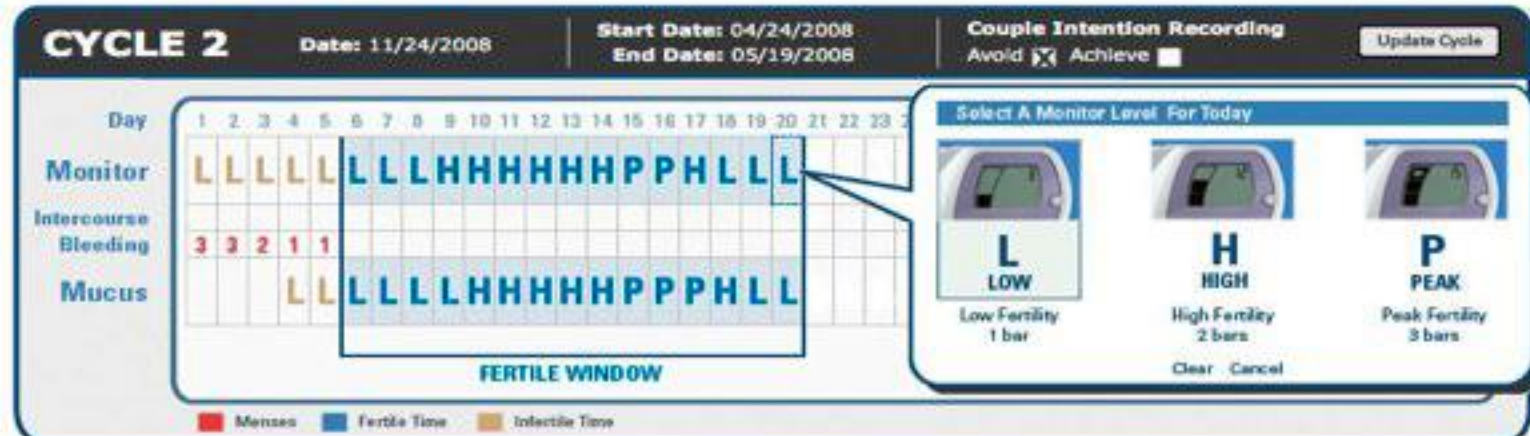 CYCLE 2
Date: 11/24/2008
Start Date: 04/24/2008
End Date: 05/19/2008
Couple Intention Recording
Avoid X Achieve
Update Cycle
Day 1 2 3 4 5 6 7 8 9 10 11 12 13 14 15 16 17 18 19 20 21 22 23 2
Monitor L L L L L L L L H H H H H H H P P H L L L
Intercourse
Bleeding 3 3 2 1 1
Mucus L L L L L L H H H H H P P P H L L
FERTILE WINDOW
Menses Fertile Time Infertile Time
Select A Monitor Level For Today
L H P
LOW HIGH PEAK
Low Fertility High Fertility Peak Fertility
1 bar 2 bars 3 bars
Clear Cancel